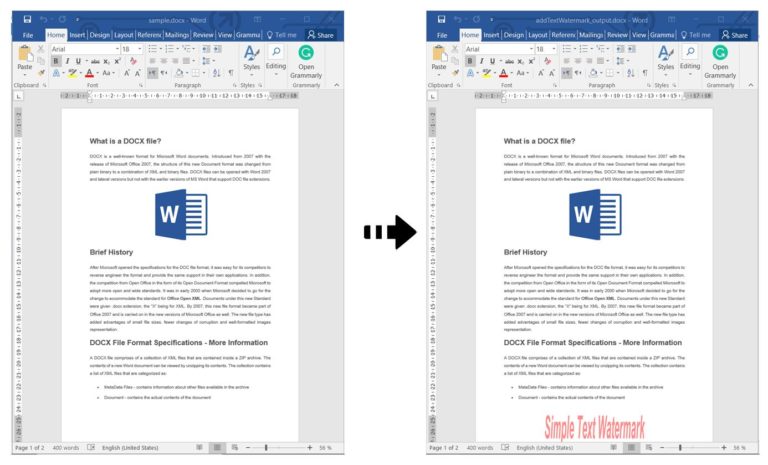 sample.docx - Word
File Home Insert Design Layout Referenc Mailings Review View Grammarly Tell me Share
Arial 18
Paste
B I U abc x₂ x²
Aa A A
Styles Editing Open Grammarly
Clipboard Font Paragraph Styles Grammarly
What is a DOCX file?
DOCX is a well-known format for Microsoft Word documents. Introduced from 2007 with the
release of Microsoft Office 2007, the structure of this new Document format was changed from
plain binary to a combination of XML and binary files. DOCX files can be opened with Word 2007
and lateral versions but not with the earlier versions of MS Word that support DOC file extensions.
W
Brief History
After Microsoft opened the specifications for the DOC file format, it was easy for its competitors to
reverse engineer the format and provide the same support in their own applications. In addition,
the competition from Open Office in the form of its Open Document Format compelled Microsoft to
adopt more open and wide standards. It was in early 2000 when Microsoft decided to go for the
change to accommodate the standard for Office Open XML. Documents under this new Standard
were given .docx extension, the "X" being for XML. By 2007, this new file format became part of
Office 2007 and is carried on in the new versions of Microsoft Office as well. The new file type has
added advantages of small file sizes, fewer changes of corruption and well-formatted images
representation
DOCX File Format Specifications - More Information
A DOCX file comprises of a collection of XML files that are contained inside a ZIP archive. The
contents of a new Word document can be viewed by unzipping its contents. The collection contains
a list of XML files that are categorized as:
MetaData Files - contains information about other files available in the archive
Document - contains the actual contents of the document
Page 1 of 2 400 words English (United States) 56 %
addTextWatermark_output.docx - Word
File Home Insert Design Layout Referenc Mailings Review View Grammarly Tell me Share
Arial 18
Paste
B I U abc x₂ x²
Aa A A
Styles Editing Open Grammarly
Clipboard Font Paragraph Styles Grammarly
What is a DOCX file?
DOCX is a well-known format for Microsoft Word documents. Introduced from 2007 with the
release of Microsoft Office 2007, the structure of this new Document format was changed from
plain binary to a combination of XML and binary files. DOCX files can be opened with Word 2007
and lateral versions but not with the earlier versions of MS Word that support DOC file extensions.
W
Brief History
After Microsoft opened the specifications for the DOC file format, it was easy for its competitors to
reverse engineer the format and provide the same support in their own applications. In addition,
the competition from Open Office in the form of its Open Document Format compelled Microsoft to
adopt more open and wide standards. It was in early 2000 when Microsoft decided to go for the
change to accommodate the standard for Office Open XML. Documents under this new Standard
were given .docx extension, the "X" being for XML. By 2007, this new file format became part of
Office 2007 and is carried on in the new versions of Microsoft Office as well. The new file type has
added advantages of small file sizes, fewer changes of corruption and well-formatted images
representation
DOCX File Format Specifications - More Information
A DOCX file comprises of a collection of XML files that are contained inside a ZIP archive. The
contents of a new Word document can be viewed by unzipping its contents. The collection contains
a list of XML files that are categorized as:
MetaData Files - contains information about other files available in the archive
Document - contains the actual contents of the document
Simple Text Watermark
Page 1 of 2 400 words English (United States) 56 %